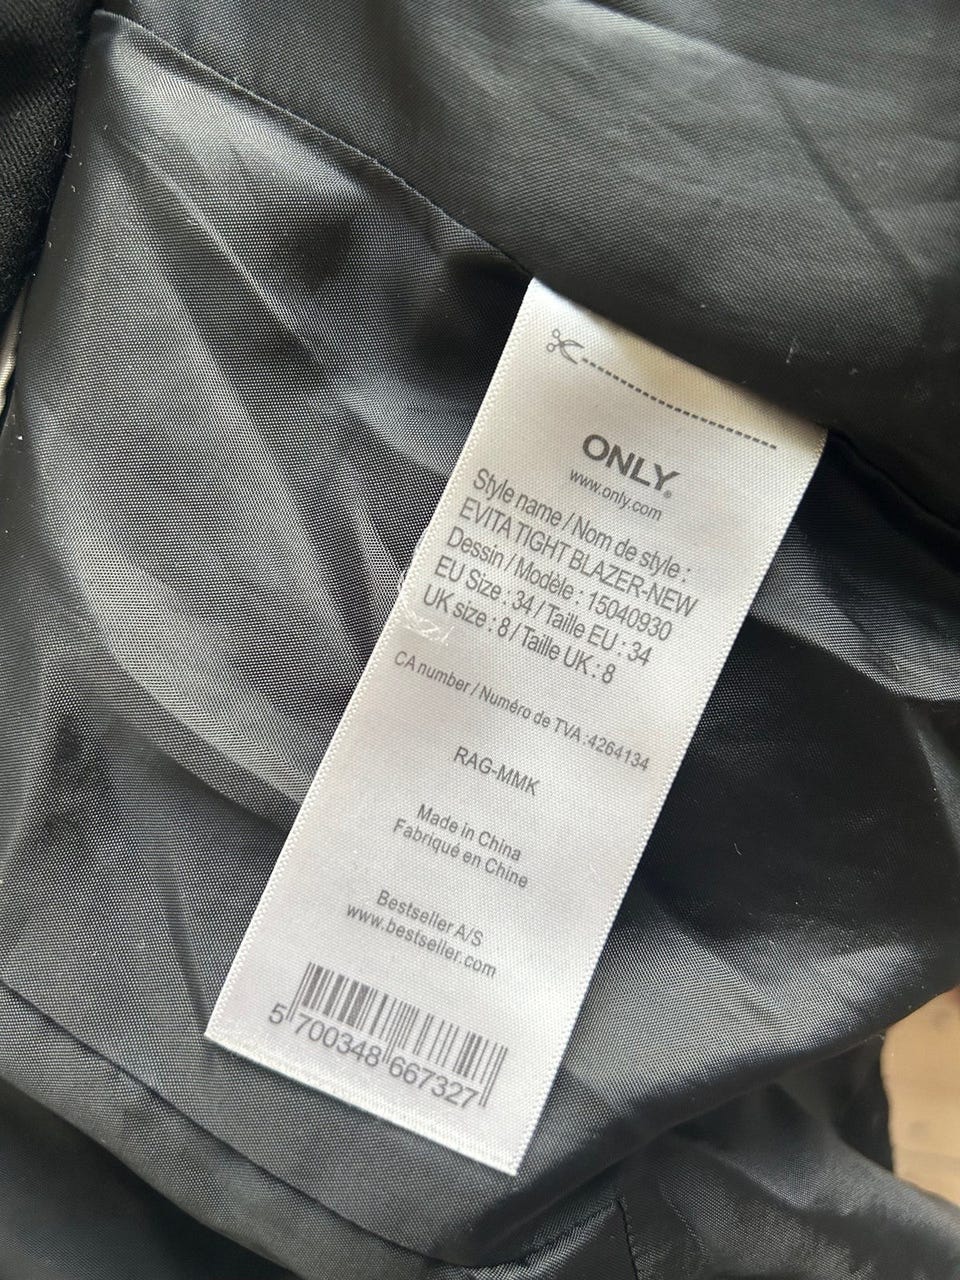 ONLY®
www.only.com
Style name / Nom de style :
EVITA TIGHT BLAZER-NEW
Dessin / Modèle : 15040930
EU Size : 34 / Taille EU : 34
UK size : 8 / Taille UK : 8
CA number / Numéro de TVA :4264134
RAG-MMK
Made in China
Fabriqué en Chine
Bestseller A/S
www.bestseller.com
5 700348 667327